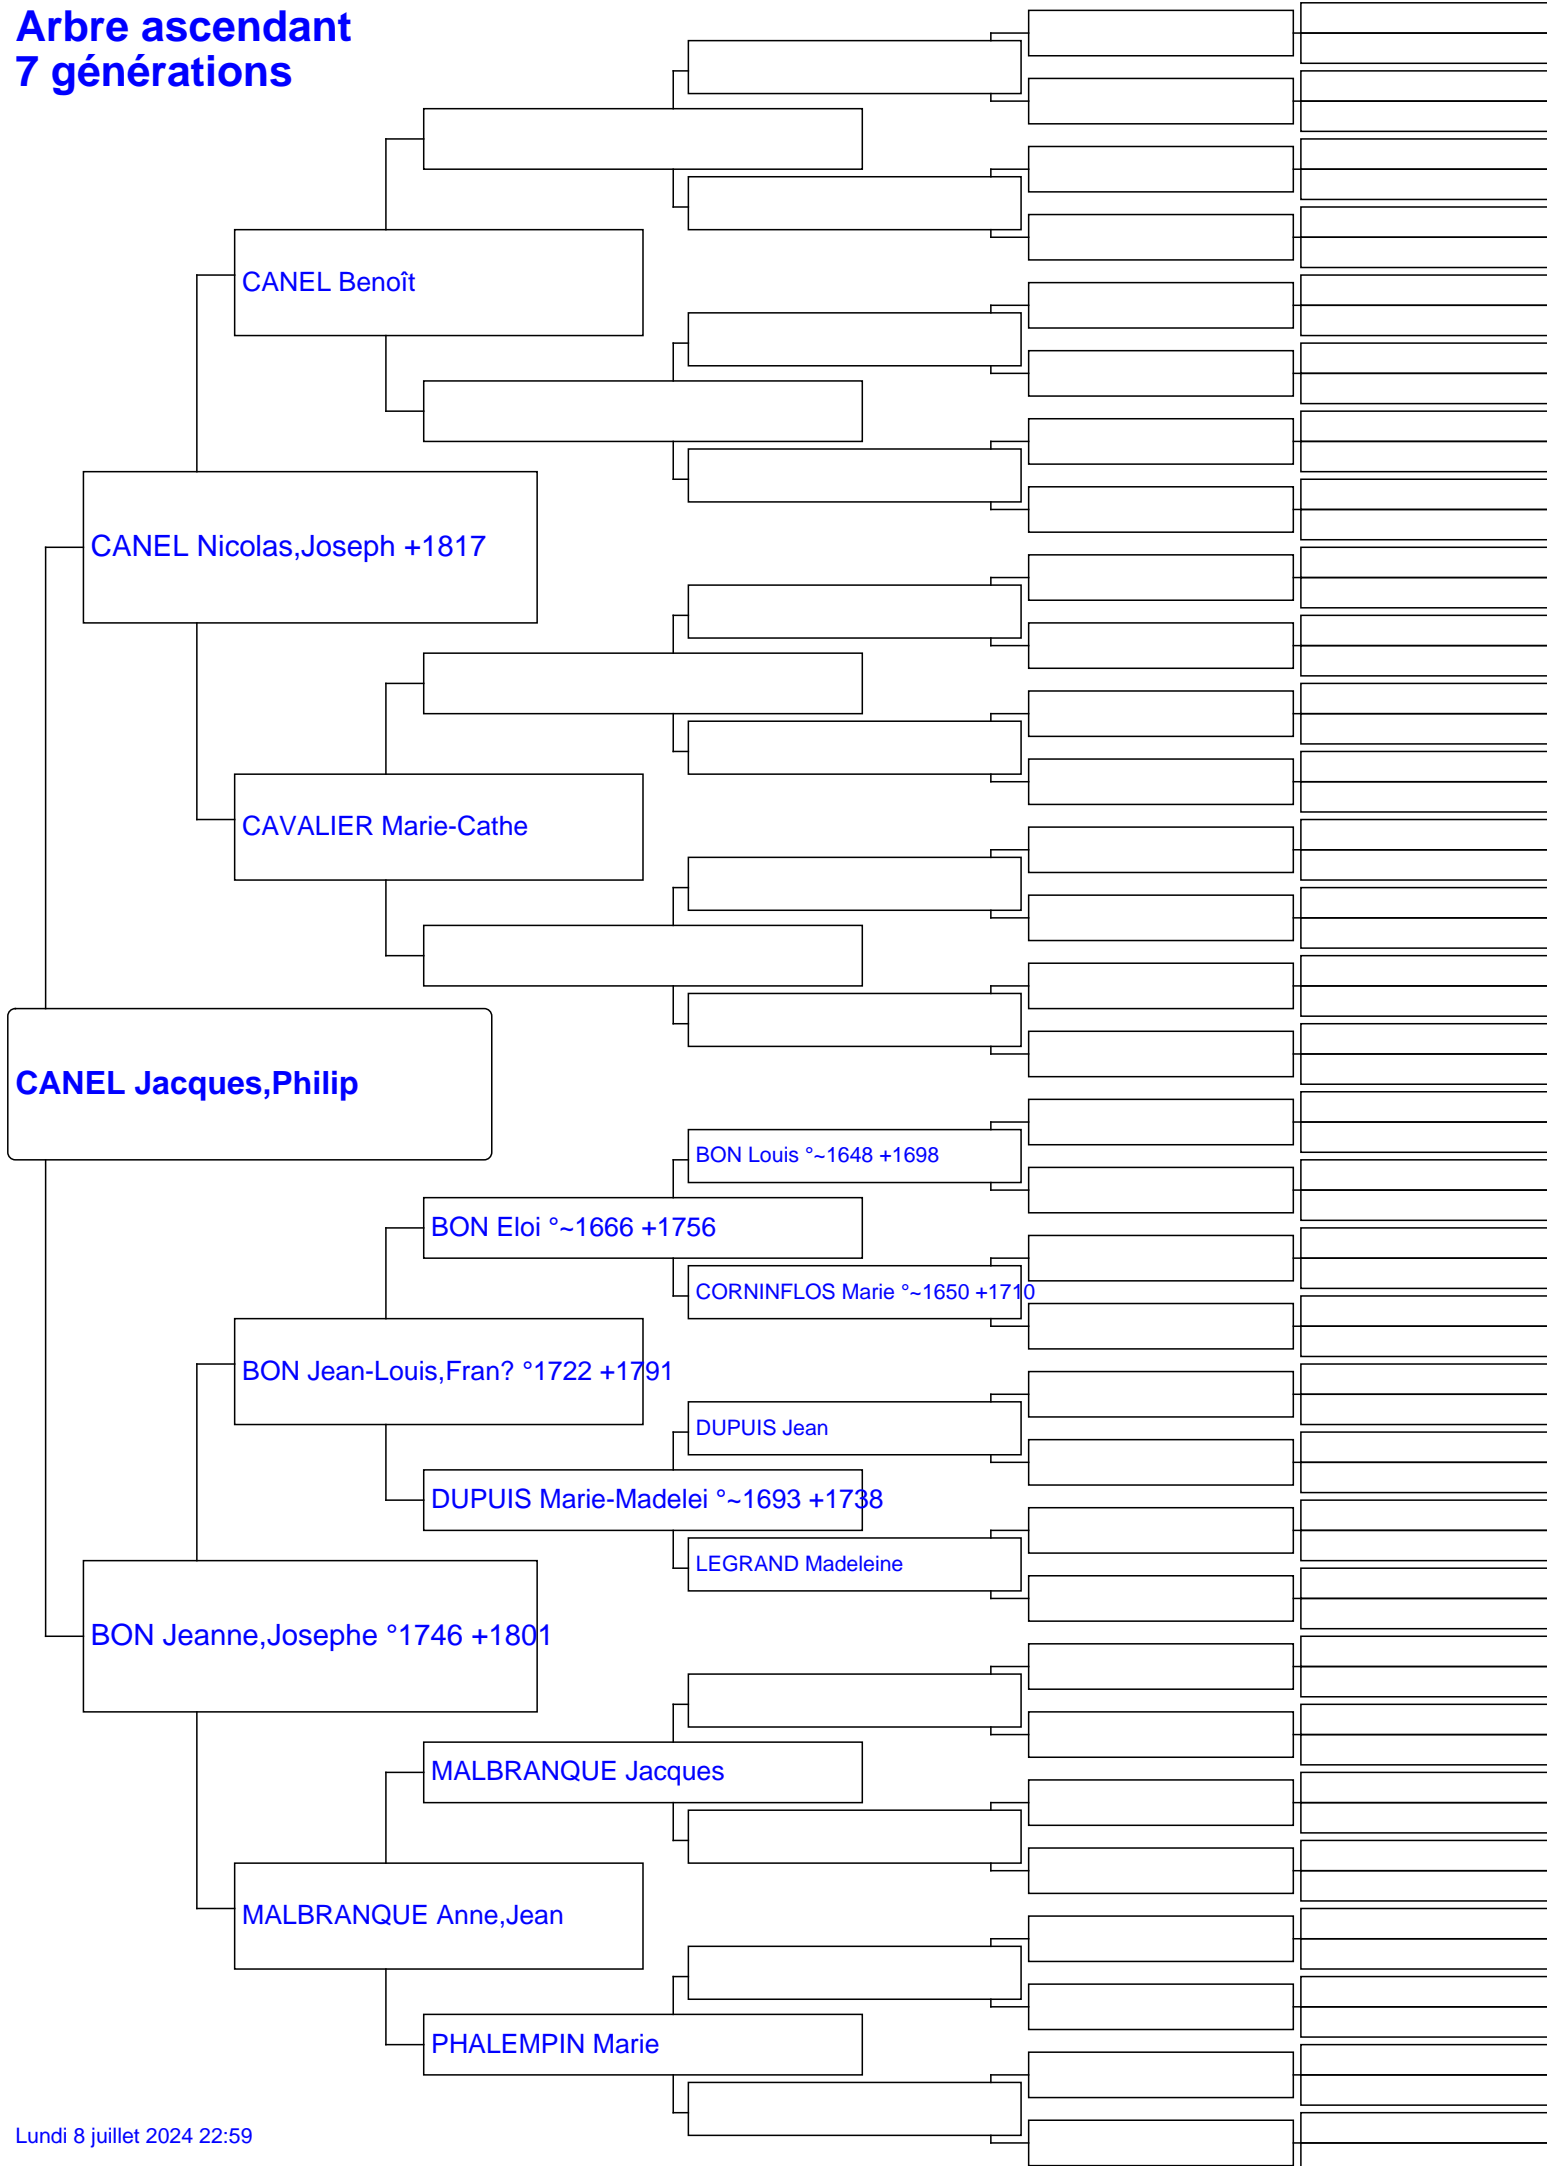 Arbre ascendant
7 générations
CANEL Benoît
CANEL Nicolas,Joseph +1817
CAVALIER Marie-Cathe
CANEL Jacques,Philip
BON Louis °~1648 +1698
BON Eloi °~1666 +1756
CORNINFLOS Marie °~1650 +1710
BON Jean-Louis,Fran? °1722 +1791
DUPUIS Jean
DUPUIS Marie-Madelei °~1693 +1738
LEGRAND Madeleine
BON Jeanne,Josephe °1746 +1801
MALBRANQUE Jacques
MALBRANQUE Anne,Jean
PHALEMPIN Marie
Lundi 8 juillet 2024 22:59